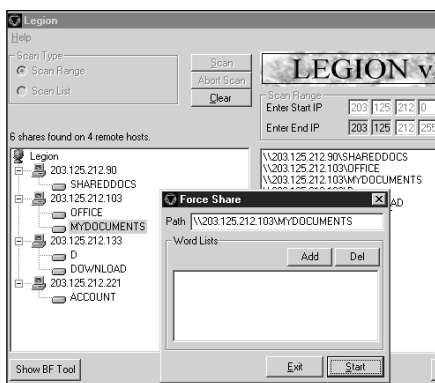 Legion
Help
Scan Type
Scan Range
Scan List
Scan
Abort Scan
Clear
LEGION v
Scan Range
Enter Start IP 203 125 212 0
Enter End IP 203 125 212 255
6 shares found on 4 remote hosts.
Legion
203.125.212.90
SHAREDDOCS
203.125.212.103
OFFICE
MYDOCUMENTS
203.125.212.133
D
DOWNLOAD
203.125.212.221
ACCOUNT
\\203.125.212.90\SHAREDDOCS
\\203.125.212.103\OFFICE
\\203.125.212.103\MYDOCUMENTS
AD
Force Share
Path \\203.125.212.103\MYDOCUMENTS
Word Lists
Add Del
Exit Start
Show BF Tool